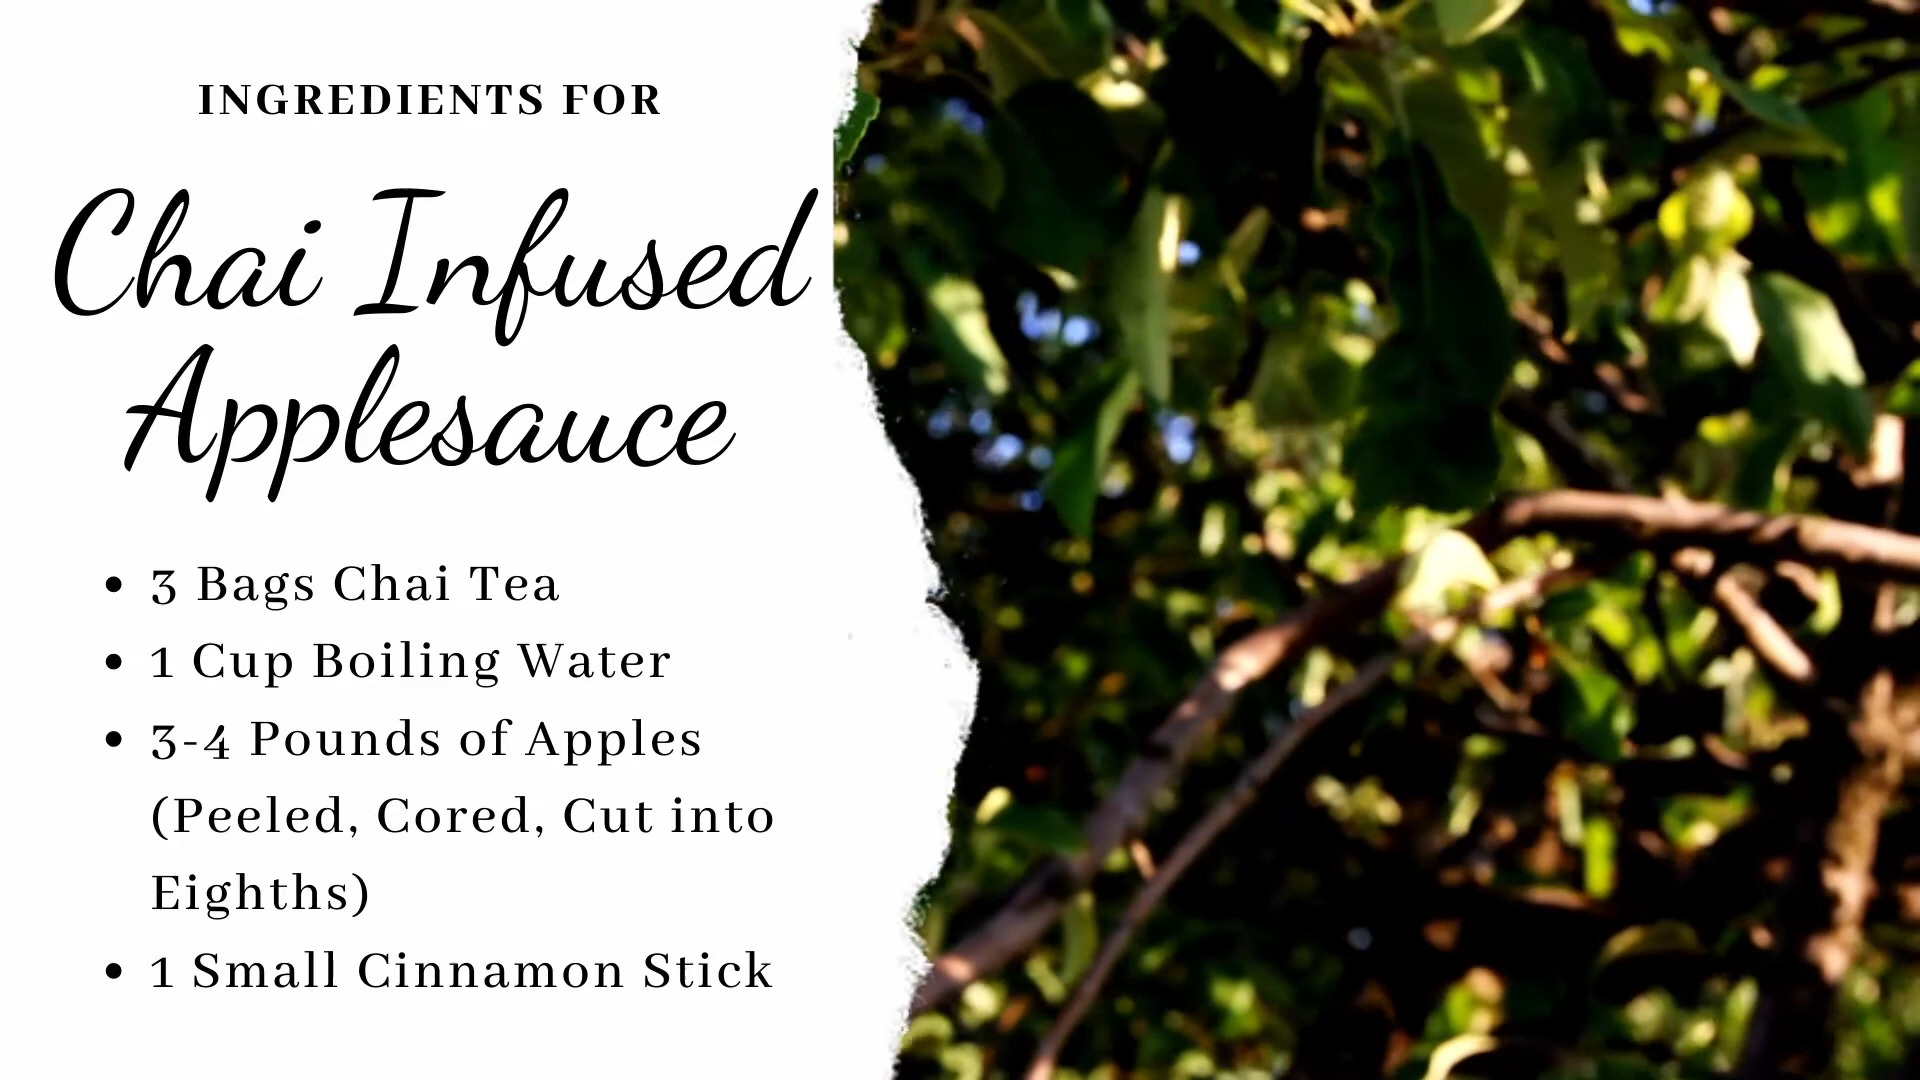 INGREDIENTS FOR
Chai Infused
Applesauce
• 3 Bags Chai Tea
• 1 Cup Boiling Water
• 3-4 Pounds of Apples
(Peeled, Cored, Cut into
Eighths)
• 1 Small Cinnamon Stick